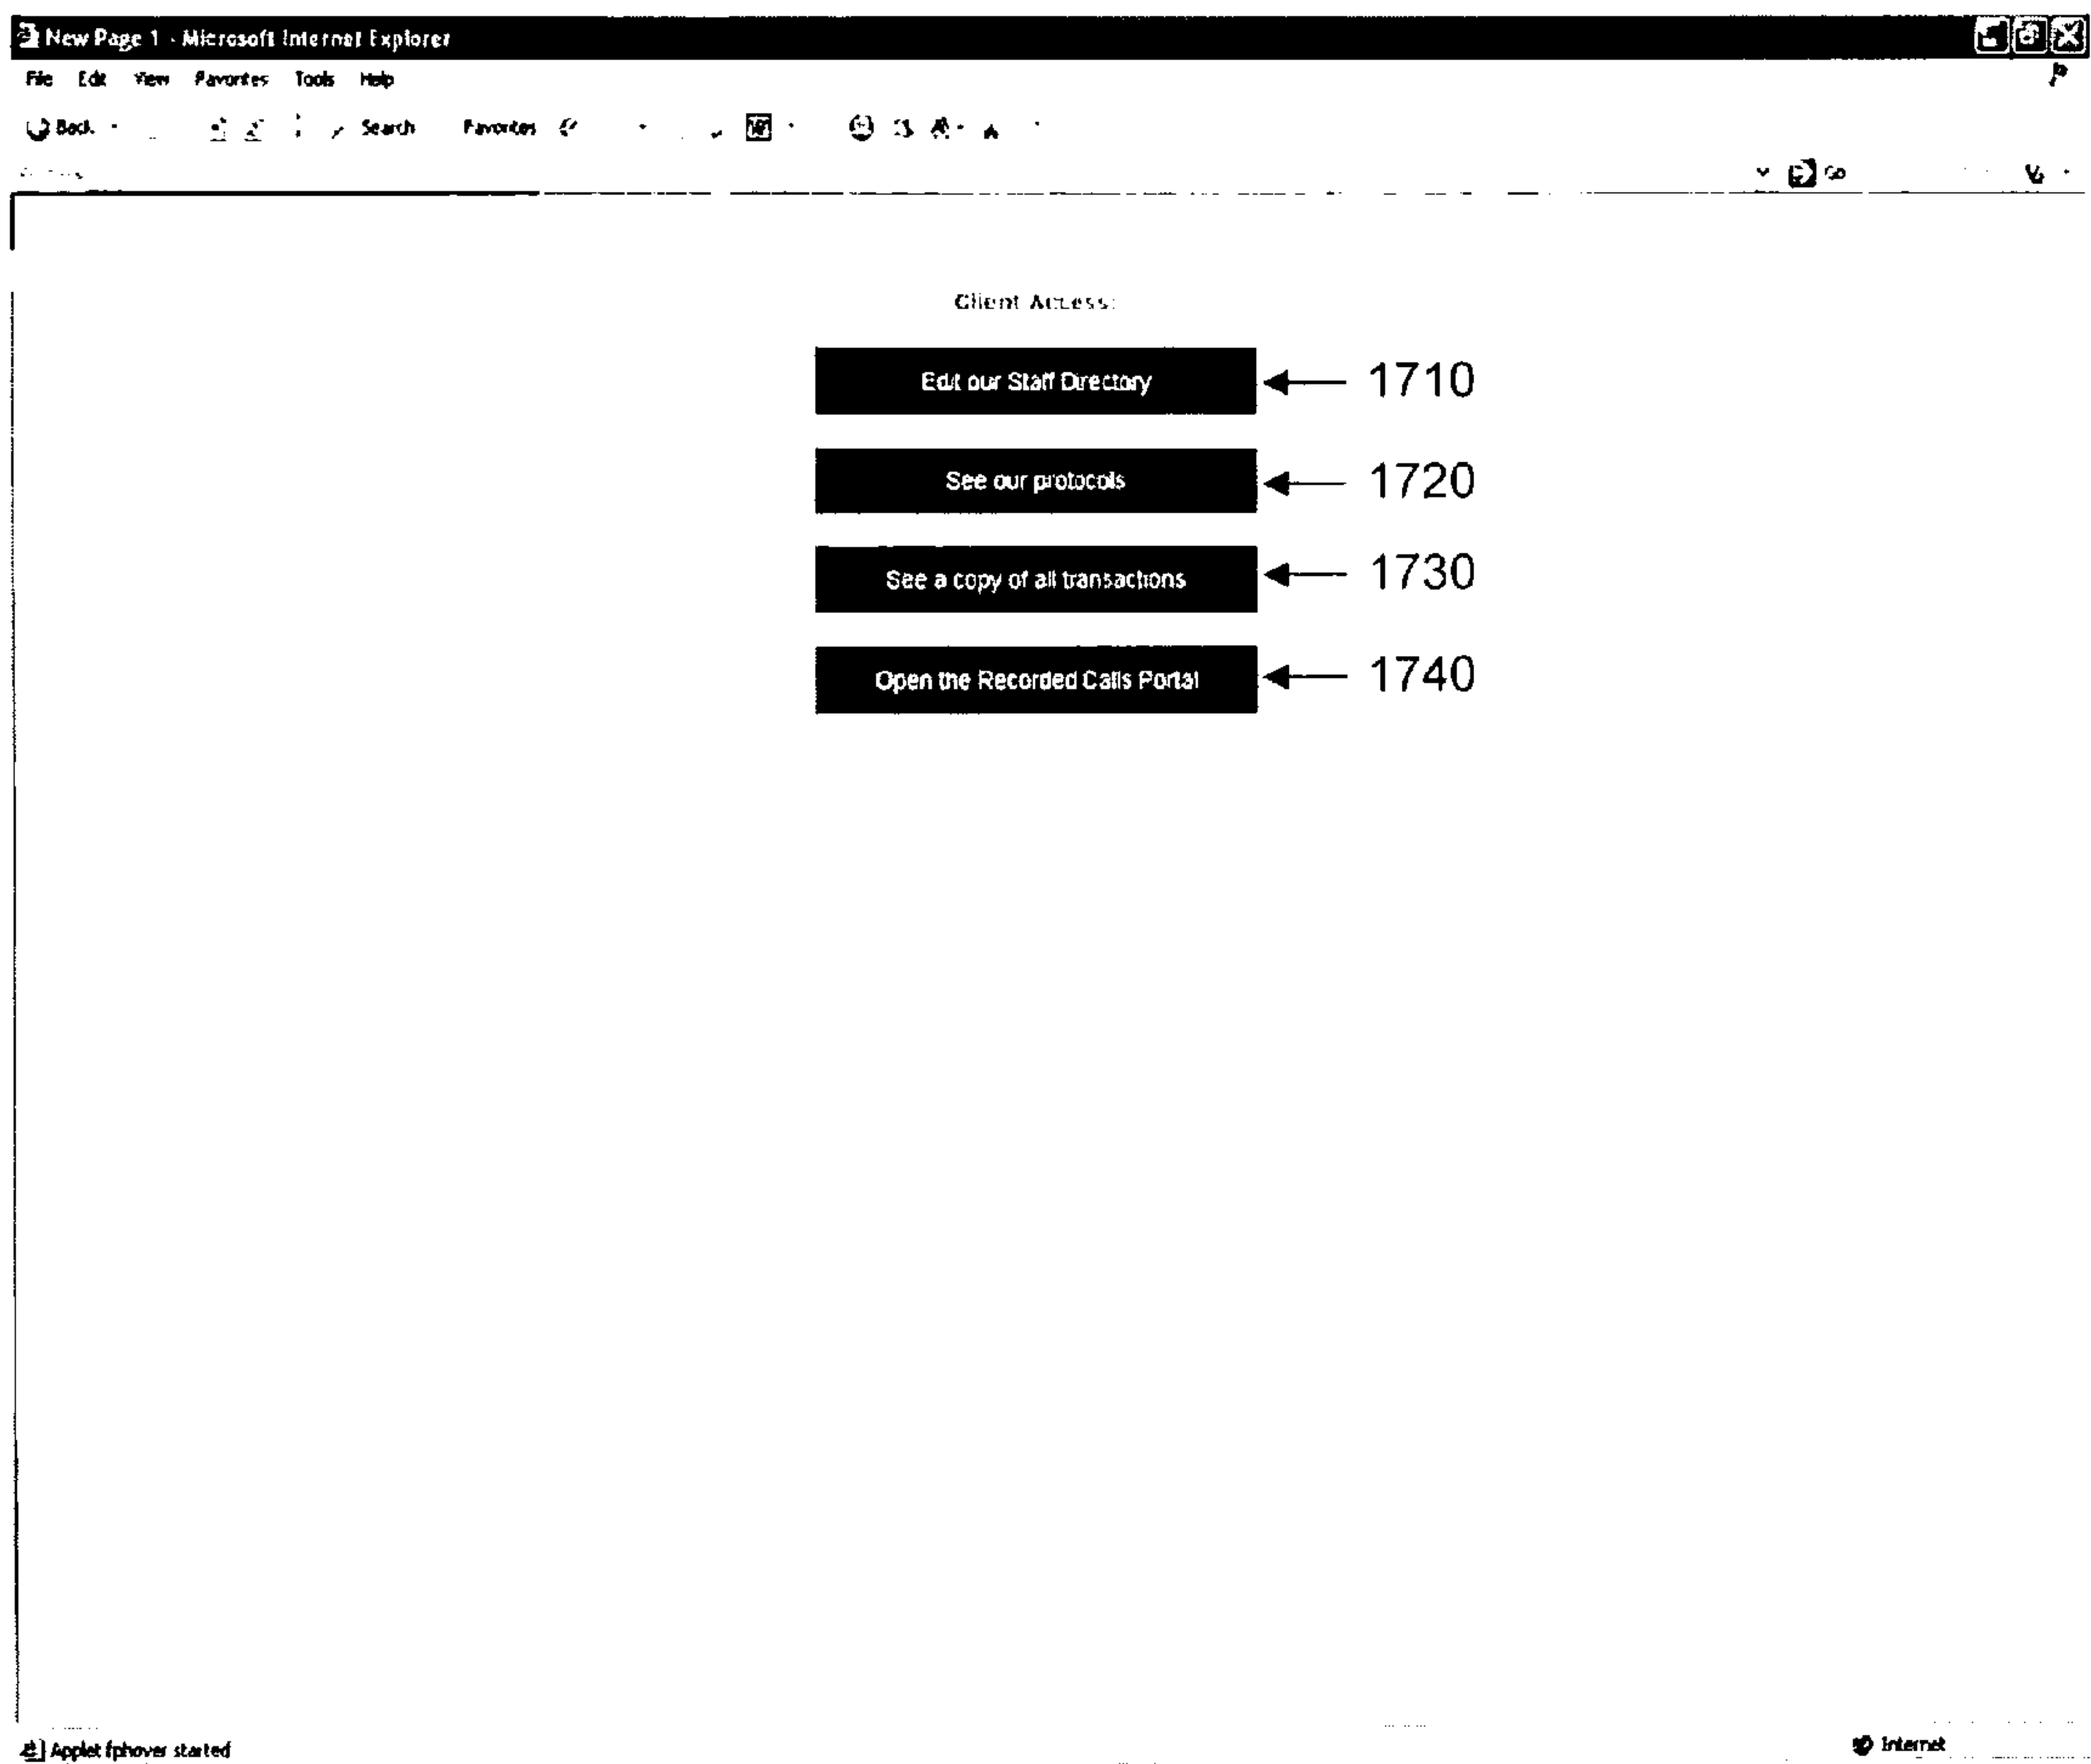 New Page 1 - Microsoft Internet Explorer
File Edit View Favorites Tools Help
Back Search Favorites
Go
Client Access:
Edit our Staff Directory 1710
See our protocols 1720
See a copy of all transactions 1730
Open the Recorded Calls Portal 1740
Applet fphover started Internet